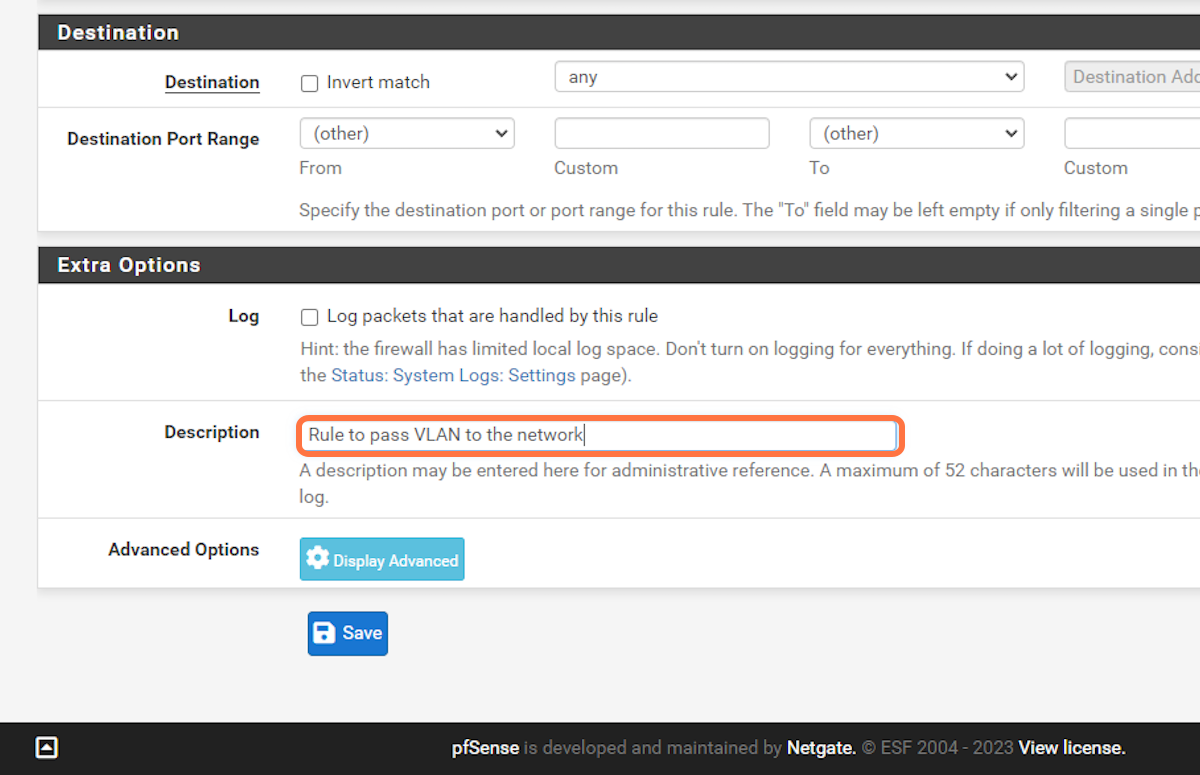 Destination
Destination Invert match any Destination Add
Destination Port Range (other) (other)
From Custom To Custom
Specify the destination port or port range for this rule. The "To" field may be left empty if only filtering a single p
Extra Options
Log Log packets that are handled by this rule
Hint: the firewall has limited local log space. Don't turn on logging for everything. If doing a lot of logging, consi
the Status: System Logs: Settings page).
Description Rule to pass VLAN to the network
A description may be entered here for administrative reference. A maximum of 52 characters will be used in the
log.
Advanced Options Display Advanced
Save
pfSense is developed and maintained by Netgate. © ESF 2004 - 2023 View license.